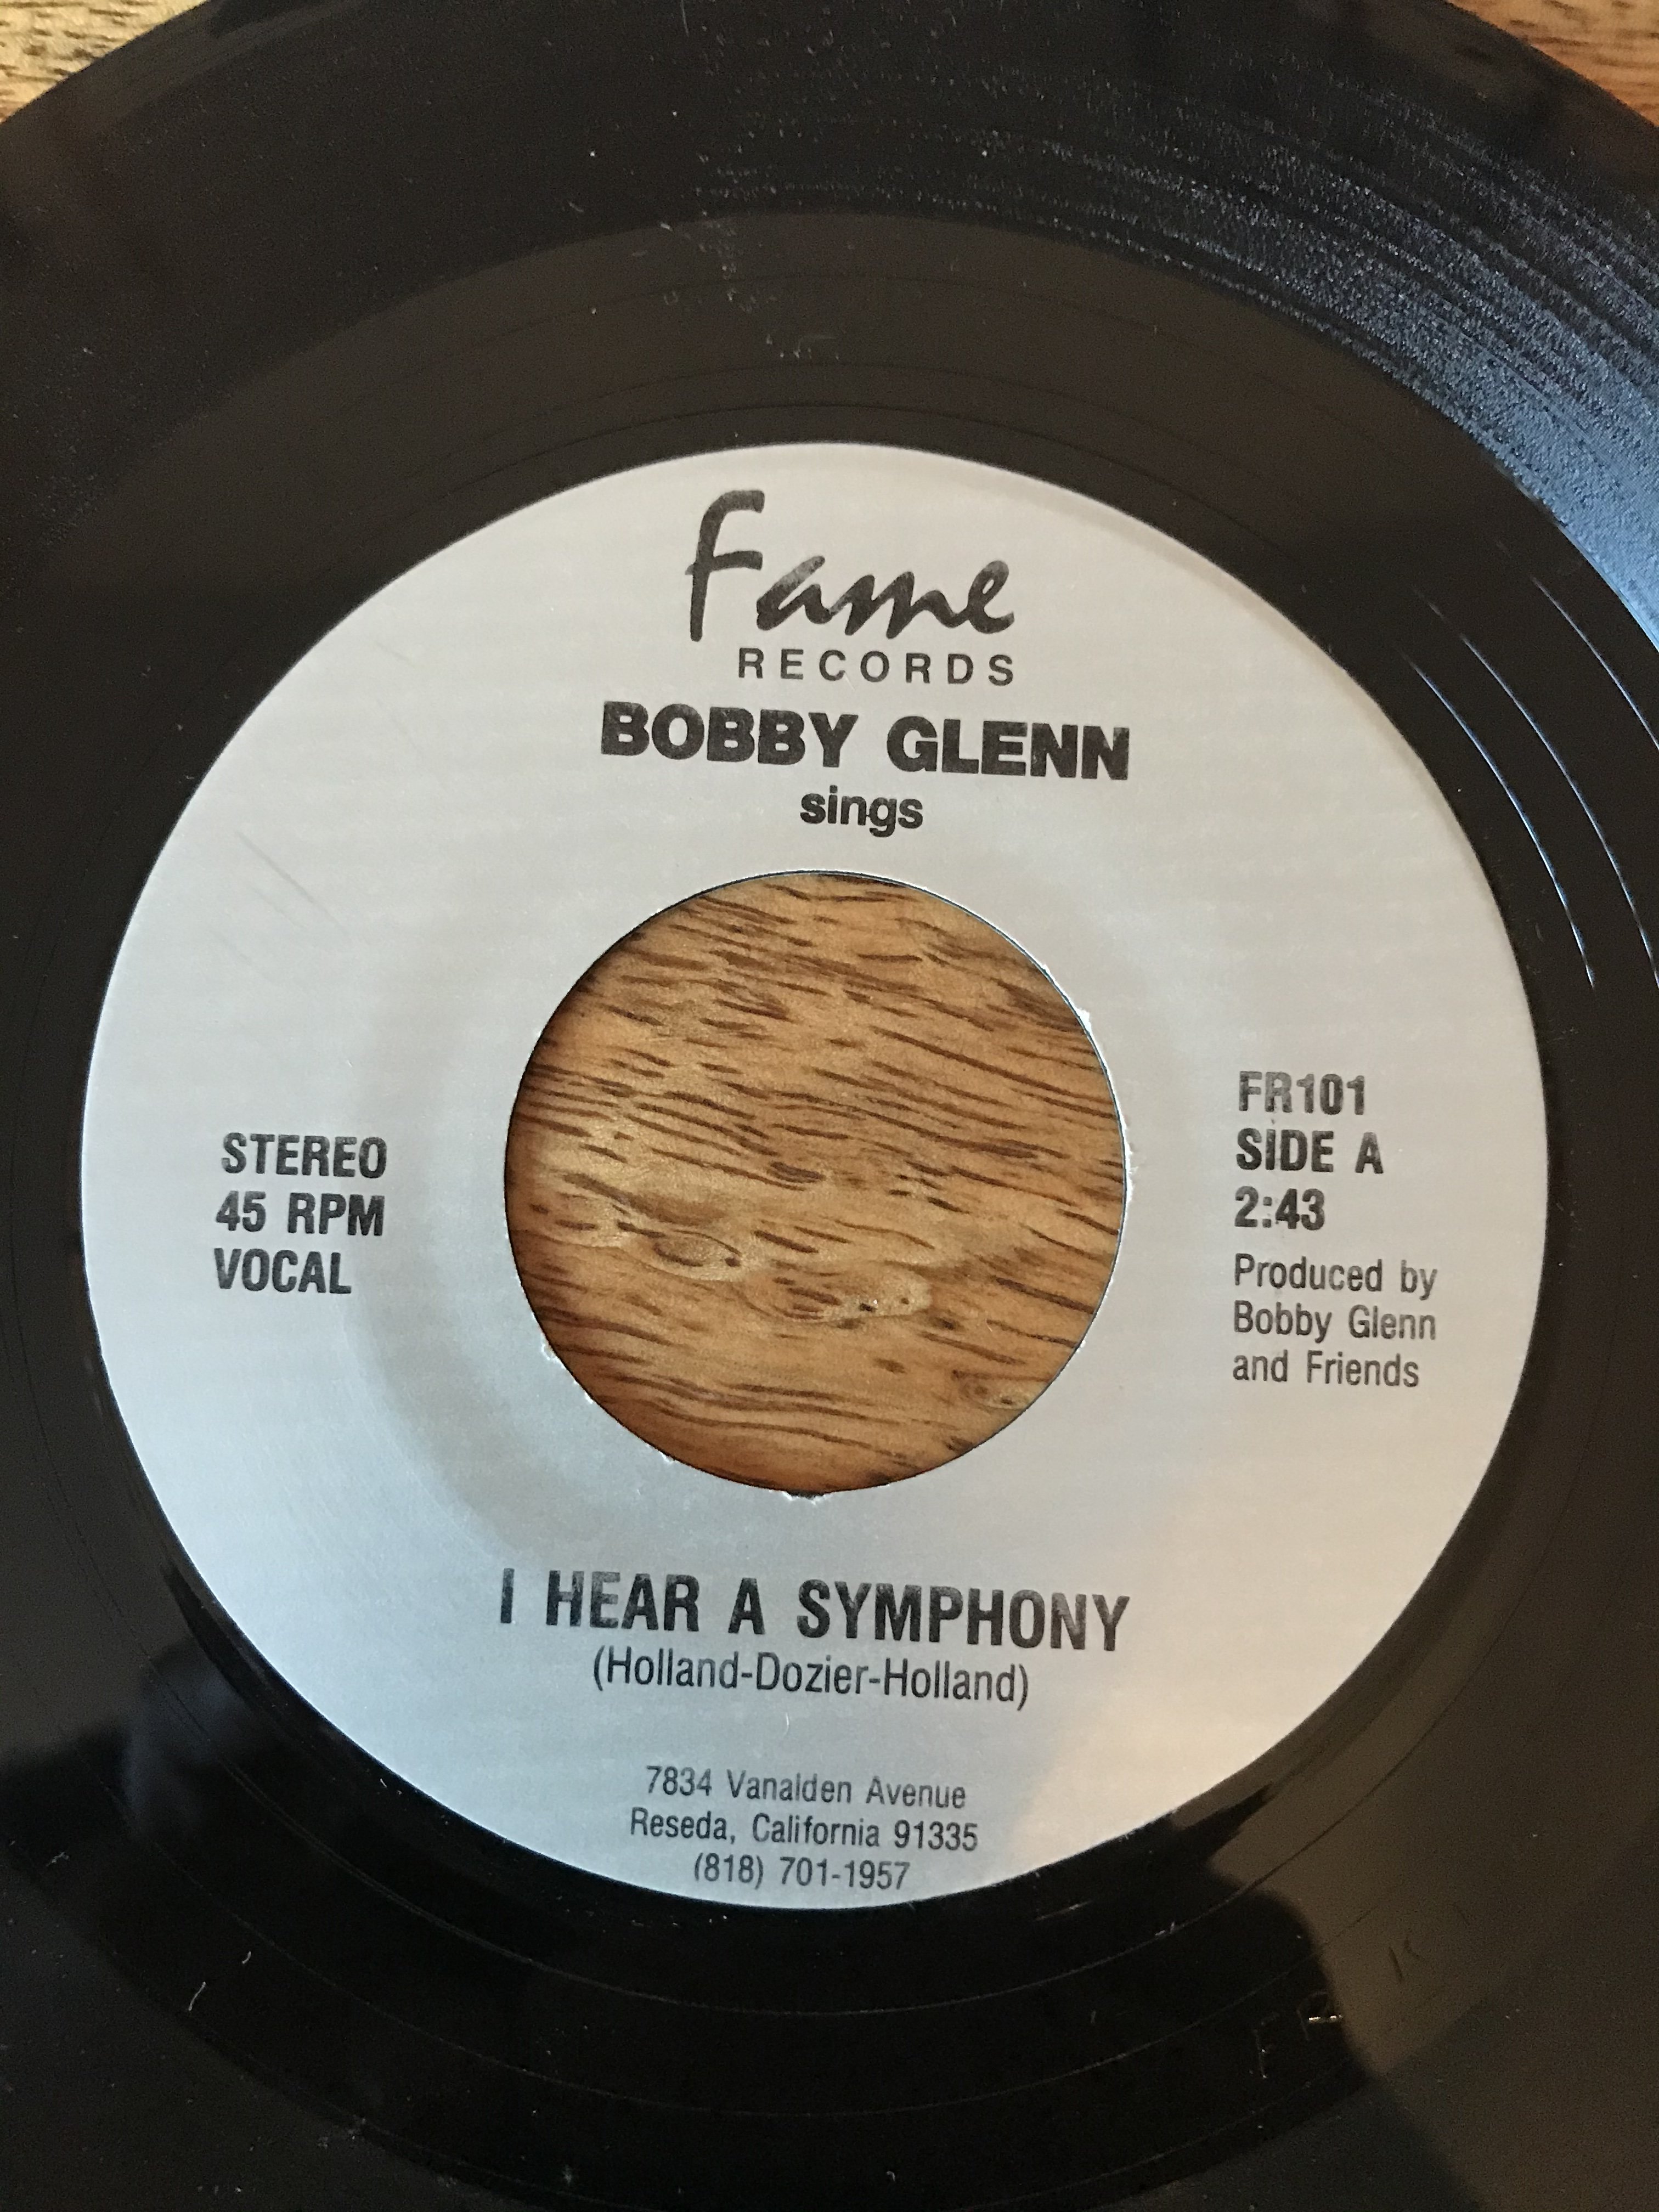 Fame
RECORDS
BOBBY GLENN
sings
STEREO
45 RPM
VOCAL
FR101
SIDE A
2:43
Produced by
Bobby Glenn
and Friends
I HEAR A SYMPHONY
(Holland-Dozier-Holland)
7834 Vanalden Avenue
Reseda, California 91335
(818) 701-1957